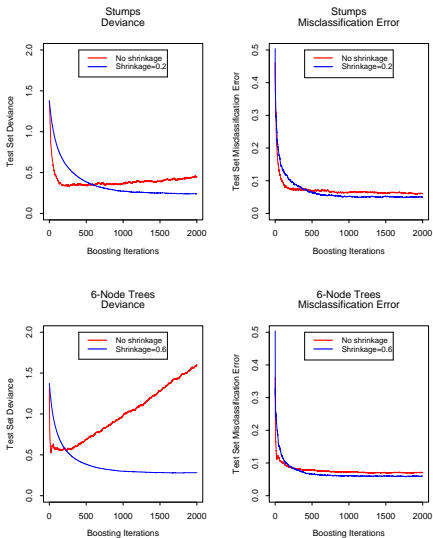 Stumps
Deviance
No shrinkage
Shrinkage=0.2
Test Set Deviance
0.0 0.5 1.0 1.5 2.0
0 500 1000 1500 2000
Boosting Iterations
Stumps
Misclassification Error
No shrinkage
Shrinkage=0.2
Test Set Misclassification Error
0.0 0.1 0.2 0.3 0.4 0.5
0 500 1000 1500 2000
Boosting Iterations
6-Node Trees
Deviance
No shrinkage
Shrinkage=0.6
Test Set Deviance
0.0 0.5 1.0 1.5 2.0
0 500 1000 1500 2000
Boosting Iterations
6-Node Trees
Misclassification Error
No shrinkage
Shrinkage=0.6
Test Set Misclassification Error
0.0 0.1 0.2 0.3 0.4 0.5
0 500 1000 1500 2000
Boosting Iterations